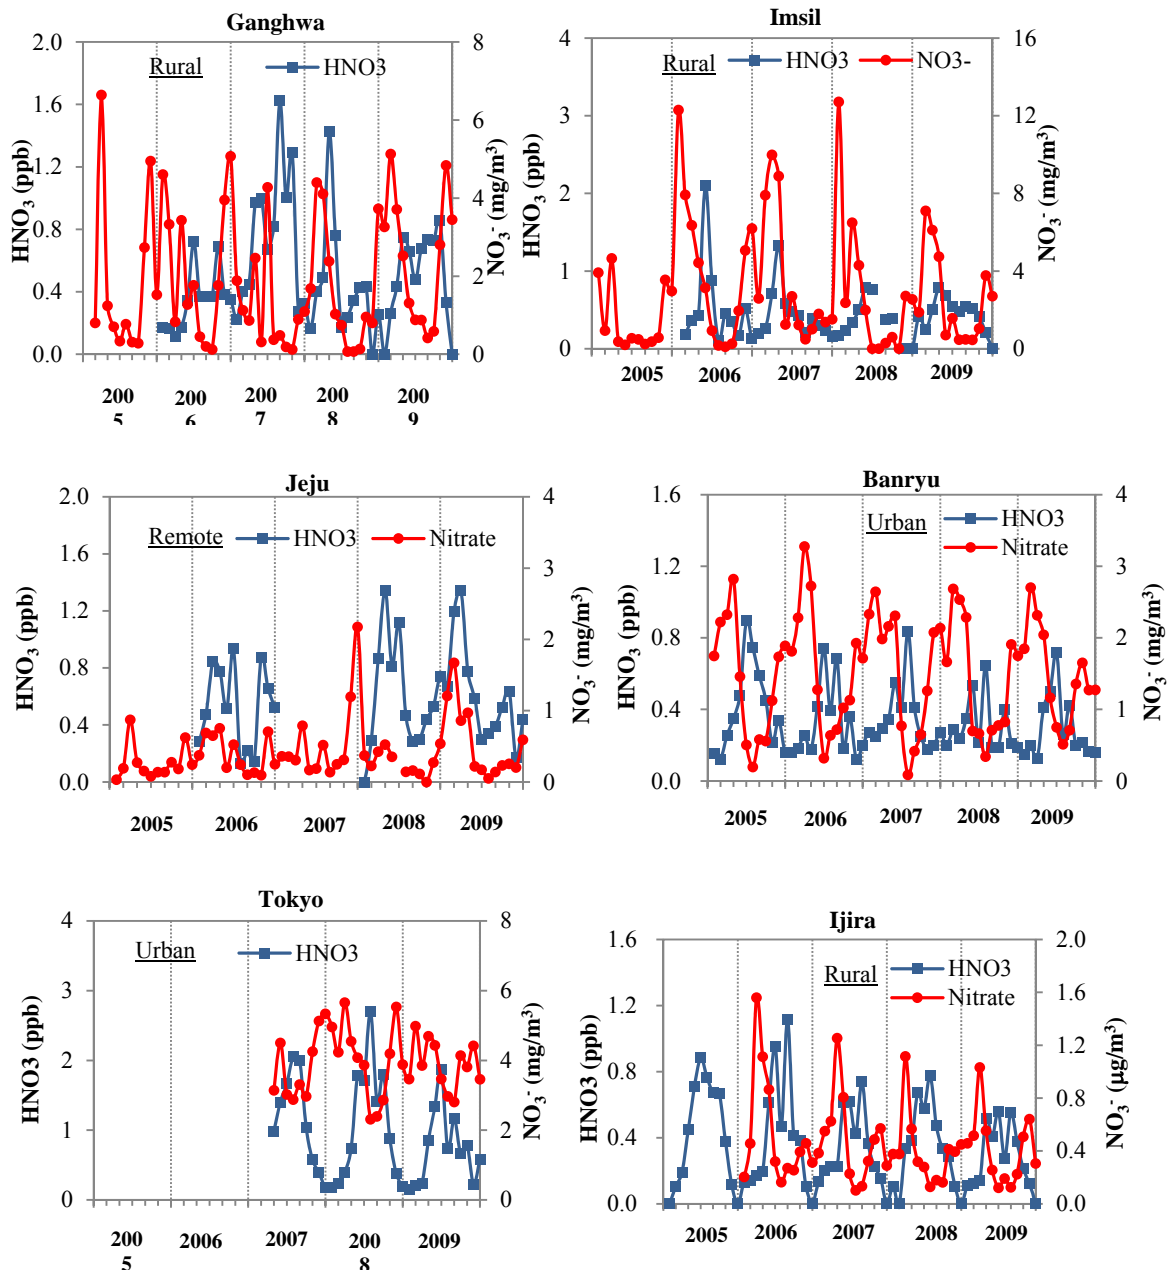 Ganghwa
Rural
HNO3
2.0
1.6
1.2
0.8
0.4
0.0
HNO₃ (ppb)
8
6
4
2
0
NO₃⁻ (mg/m³)
200
5
200
6
200
7
200
8
200
9
Imsil
Rural
HNO3
NO3-
4
3
2
1
0
HNO₃ (ppb)
16
12
8
4
0
NO₃⁻ (mg/m³)
2005
2006
2007
2008
2009
Jeju
Remote
HNO3
Nitrate
2.0
1.6
1.2
0.8
0.4
0.0
HNO₃ (ppb)
4
3
2
1
0
NO₃⁻ (mg/m³)
2005
2006
2007
2008
2009
Banryu
HNO3
Urban
Nitrate
1.6
1.2
0.8
0.4
0.0
HNO₃ (ppb)
4
3
2
1
0
NO₃⁻ (mg/m³)
2005
2006
2007
2008
2009
Tokyo
Urban
HNO3
4
3
2
1
0
HNO3 (ppb)
8
6
4
2
0
NO₃⁻ (mg/m³)
200
5
2006
2007
200
8
2009
Ijira
HNO3
Rural
Nitrate
1.6
1.2
0.8
0.4
0.0
HNO3 (ppb)
2.0
1.6
1.2
0.8
0.4
0.0
NO₃⁻ (µg/m³)
2005
2006
2007
2008
2009